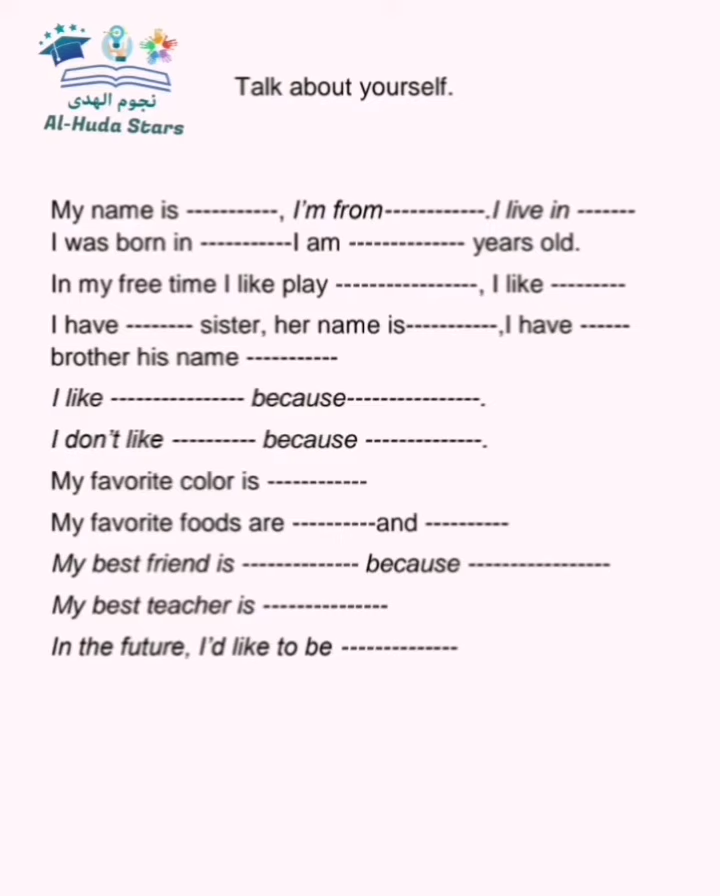 نجوم الهدى
Al-Huda Stars
Talk about yourself.
My name is -----------, I'm from------------.I live in -------
I was born in -----------I am -------------- years old.
In my free time I like play -----------------, I like ---------
I have -------- sister, her name is-----------,I have ------
brother his name -----------
I like ---------------- because----------------.
I don't like ---------- because --------------.
My favorite color is ------------
My favorite foods are ----------and ----------
My best friend is -------------- because -----------------
My best teacher is ---------------
In the future, I'd like to be --------------